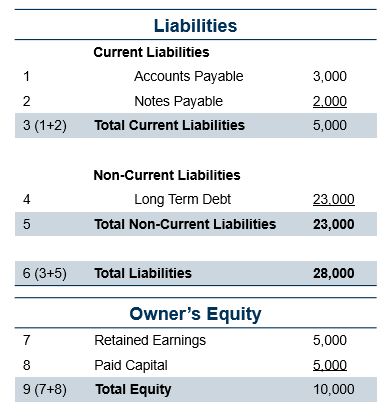 Liabilities
Current Liabilities
1 Accounts Payable 3,000
2 Notes Payable 2,000
3 (1+2) Total Current Liabilities 5,000
Non-Current Liabilities
4 Long Term Debt 23,000
5 Total Non-Current Liabilities 23,000
6 (3+5) Total Liabilities 28,000
Owner's Equity
7 Retained Earnings 5,000
8 Paid Capital 5,000
9 (7+8) Total Equity 10,000